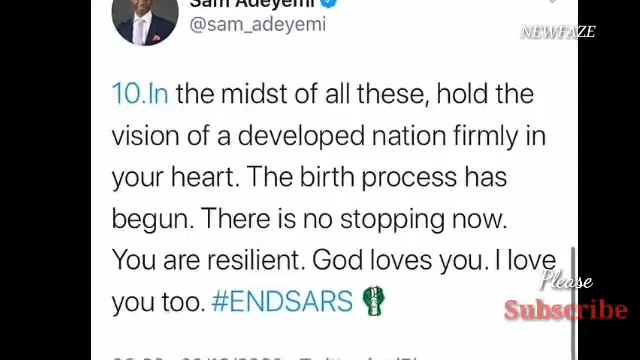 Sam Adeyemi
@sam_adeyemi
NEWFAZE
10.In the midst of all these, hold the
vision of a developed nation firmly in
your heart. The birth process has
begun. There is no stopping now.
You are resilient. God loves you. I love
you too. #ENDSARS
Please
Subscribe